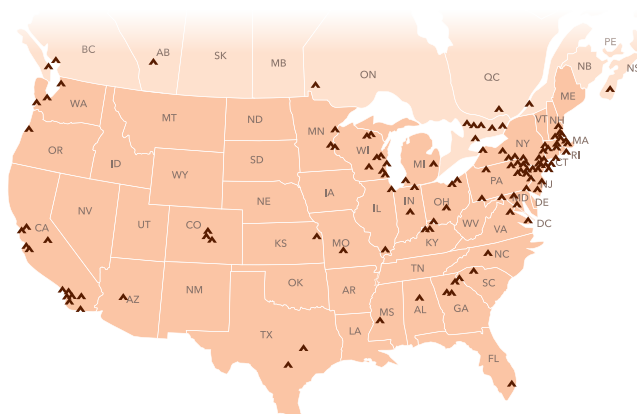 PE
BC
AB
SK
MB
ON
QC
NB
NS
WA
MT
ND
MN
WI
MI
VT
NH
ME
OR
ID
WY
SD
NY
MA
RI
CT
NV
UT
CO
NE
IA
IL
IN
OH
PA
NJ
MD
DE
DC
CA
KS
MO
KY
WV
VA
AZ
NM
OK
AR
TN
NC
SC
TX
LA
MS
AL
GA
FL